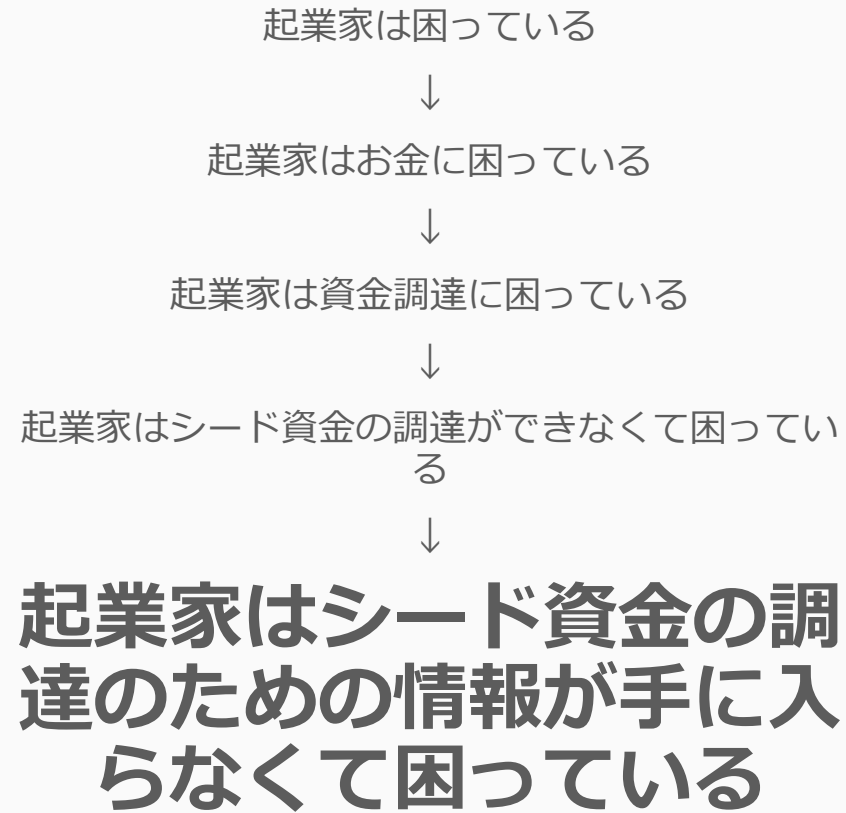 起業家は困っている
↓
起業家はお金に困っている
↓
起業家は資金調達に困っている
↓
起業家はシード資金の調達ができなくて困ってい
る
↓
起業家はシード資金の調
達のための情報が手に入
らなくて困っている